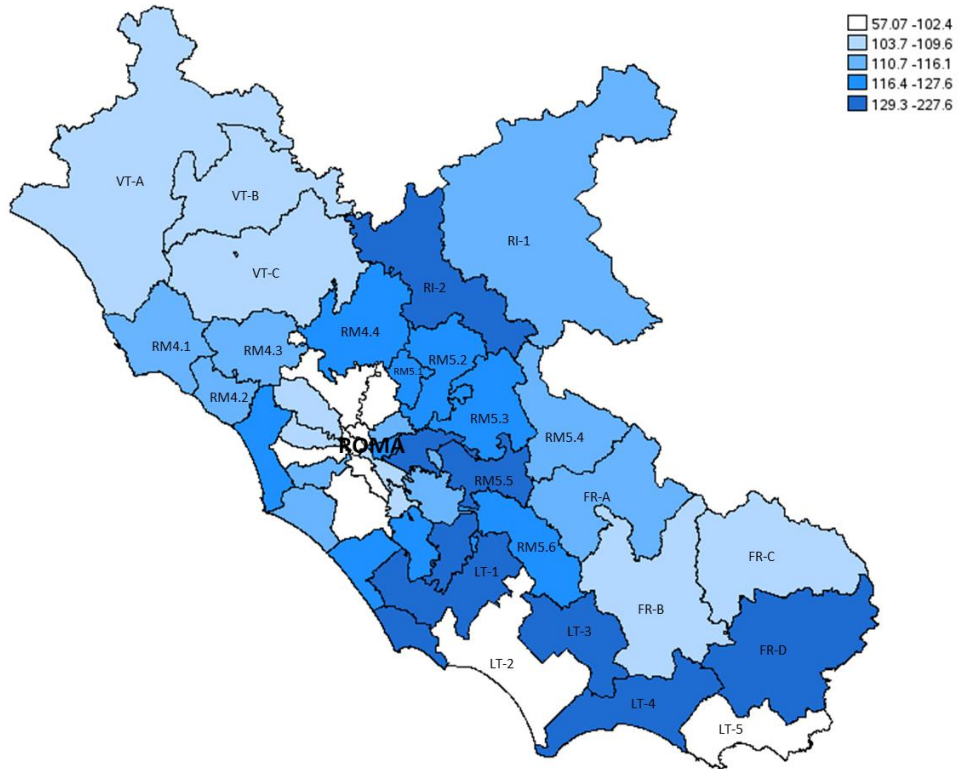 57.07 -102.4
103.7 -109.6
110.7 -116.1
116.4 -127.6
129.3 -227.6
VT-A
VT-B
VT-C
RI-1
RI-2
RM4.1
RM4.3
RM4.4
RM5.2
RM5.1
RM4.2
RM5.3
ROMA
RM5.4
RM5.5
FR-A
RM5.6
LT-1
FR-C
FR-B
LT-3
FR-D
LT-2
LT-4
LT-5